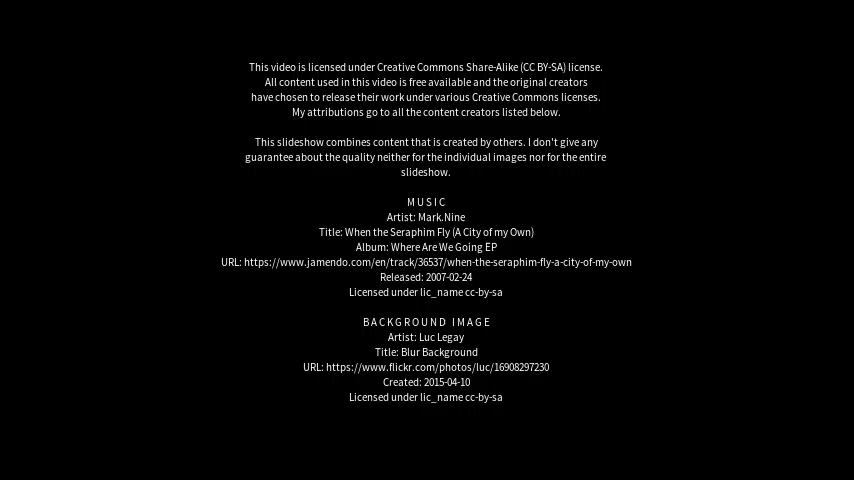 This video is licensed under Creative Commons Share-Alike (CC BY-SA) license.
All content used in this video is free available and the original creators
have chosen to release their work under various Creative Commons licenses.
My attributions go to all the content creators listed below.
This slideshow combines content that is created by others. I don't give any
guarantee about the quality neither for the individual images nor for the entire
slideshow.
MUSIC
Artist: Mark.Nine
Title: When the Seraphim Fly (A City of my Own)
Album: Where Are We Going EP
URL: https://www.jamendo.com/en/track/36537/when-the-seraphim-fly-a-city-of-my-own
Released: 2007-02-24
Licensed under lic_name cc-by-sa
BACKGROUND IMAGE
Artist: Luc Legay
Title: Blur Background
URL: https://www.flickr.com/photos/luc/16908297230
Created: 2015-04-10
Licensed under lic_name cc-by-sa